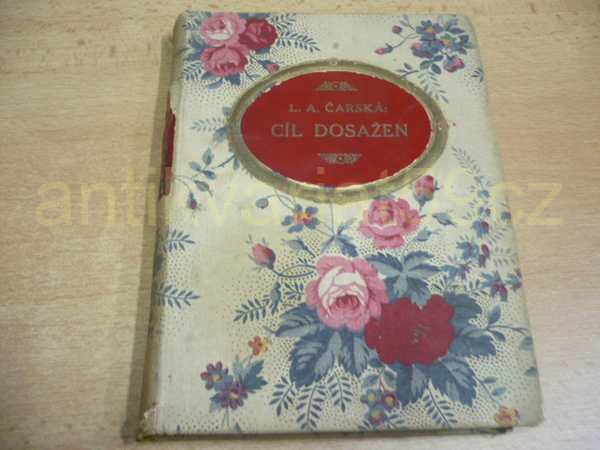 L. A. ČARSKÁ:
CÍL DOSAŽEN